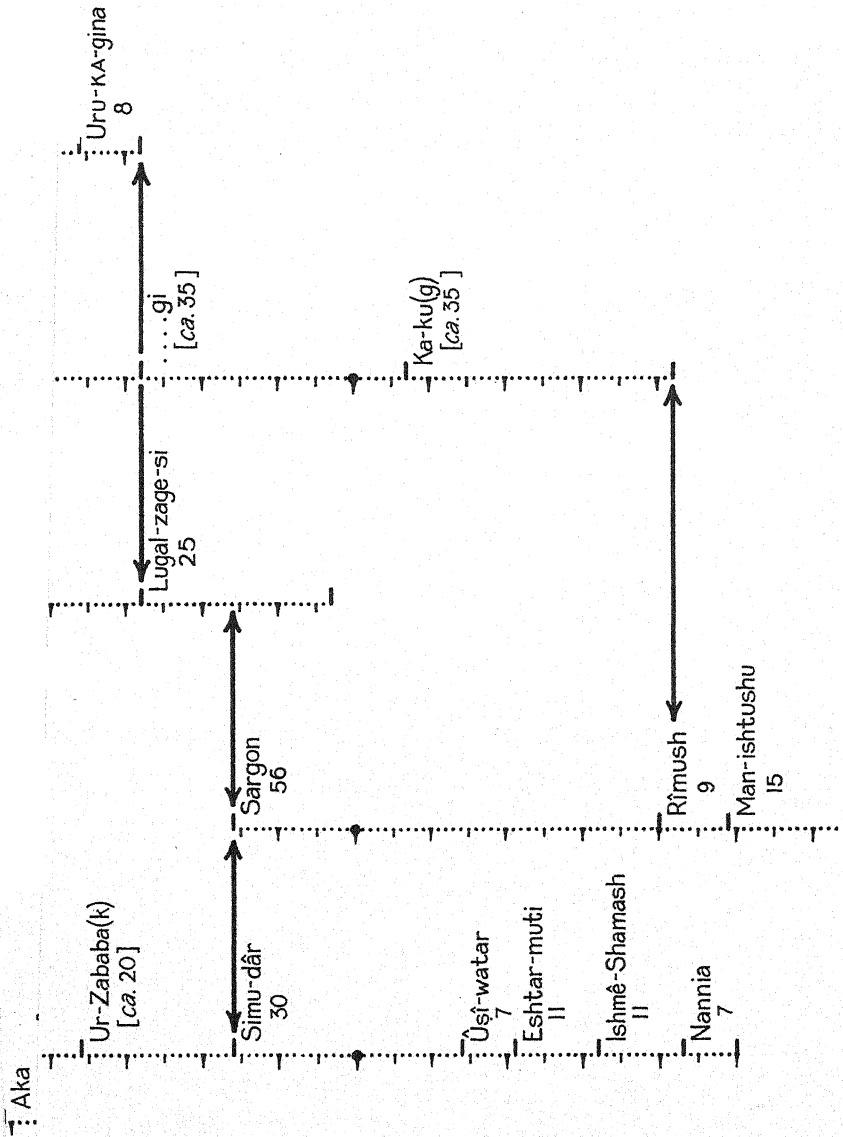 Aka
Ur-Zababa(k)
[ca. 20]
Simu-dâr
30
Ûṣî-watar
7
Eshtar-muti
11
Ishmê-Shamash
11
Nannia
7
Sargon
56
Rîmush
9
Man-ishtushu
15
Lugal-zage-si
25
....gi
[ca. 35]
Ka-ku(g)
[ca. 35]
Uru-KA-gina
8